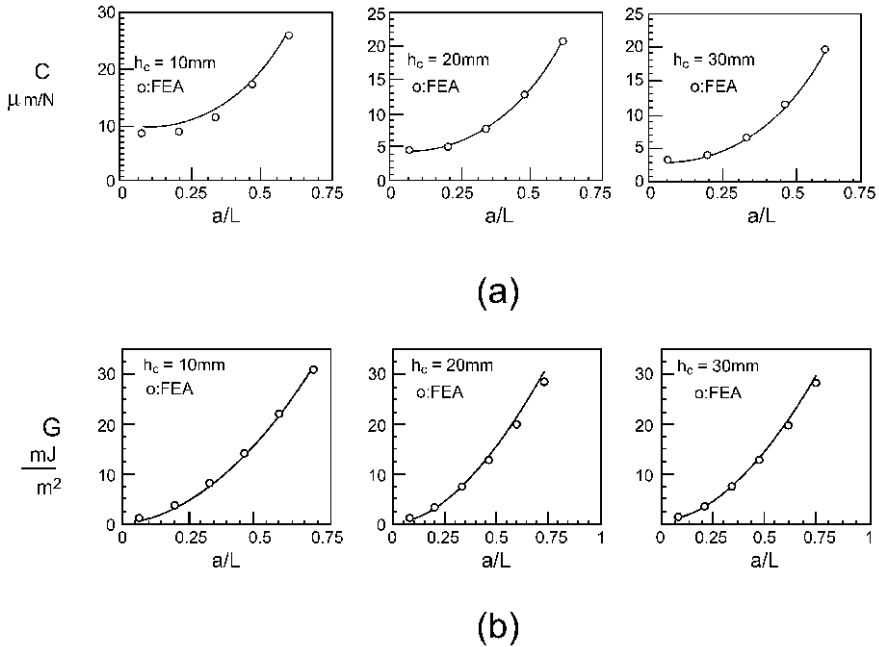 C
μ m/N
30
20
10
0
h_c = 10mm
o:FEA
0 0.25 0.5 0.75
a/L
25
20
15
10
5
0
h_c = 20mm
o:FEA
0 0.25 0.5 0.75
a/L
25
20
15
10
5
0
h_c = 30mm
o:FEA
0 0.25 0.5 0.75
a/L
(a)
G
mJ
m²
30
20
10
0
h_c = 10mm
o:FEA
0 0.25 0.5 0.75
a/L
30
20
10
0
h_c = 20mm
o:FEA
0 0.25 0.5 0.75 1
a/L
30
20
10
0
h_c = 30mm
o:FEA
0 0.25 0.5 0.75 1
a/L
(b)